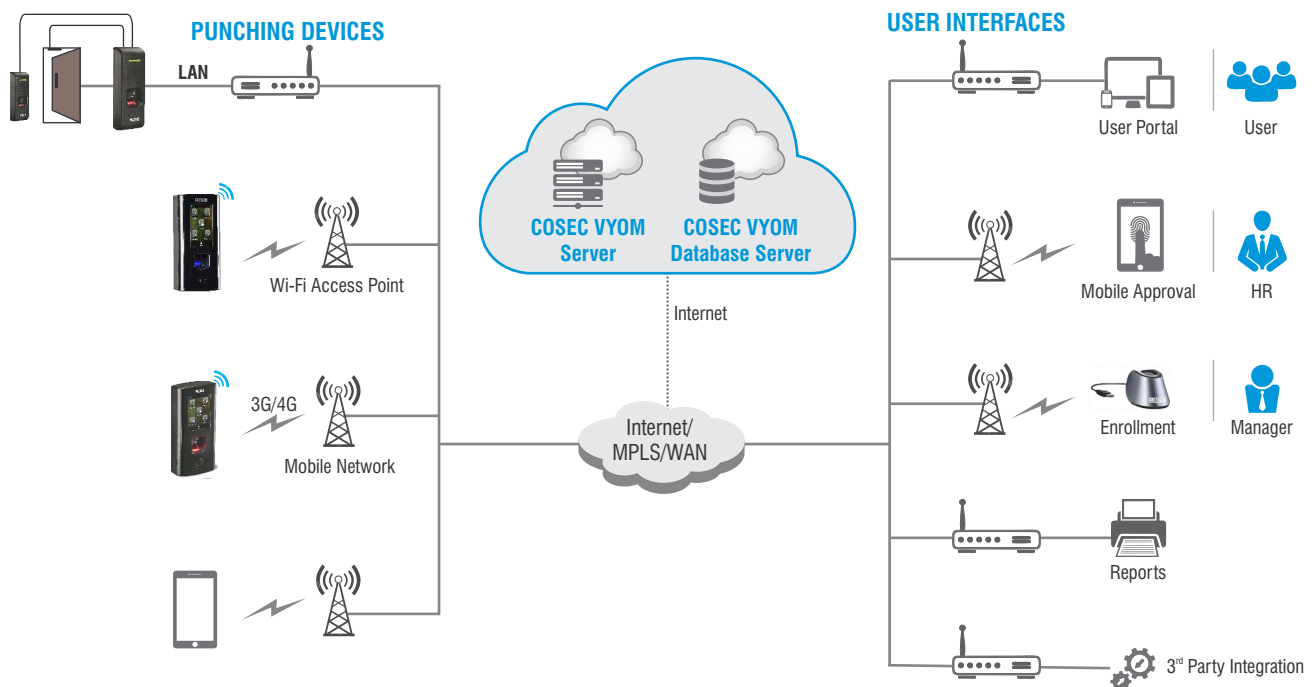 PUNCHING DEVICES
LAN
Wi-Fi Access Point
3G/4G
Mobile Network
COSEC VYOM
Server
COSEC VYOM
Database Server
Internet
Internet/
MPLS/WAN
USER INTERFACES
User Portal
User
Mobile Approval
HR
Enrollment
Manager
Reports
3rd Party Integration